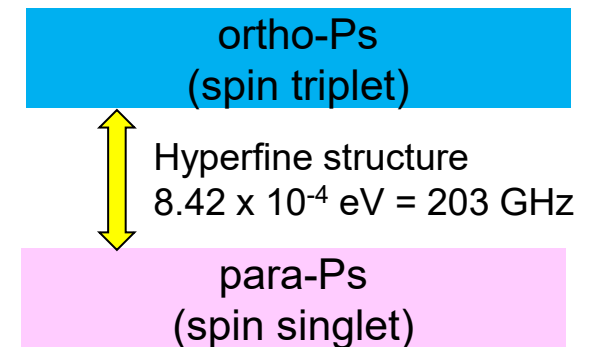 ortho-Ps
(spin triplet)
Hyperfine structure
8.42 x 10⁻⁴ eV = 203 GHz
para-Ps
(spin singlet)